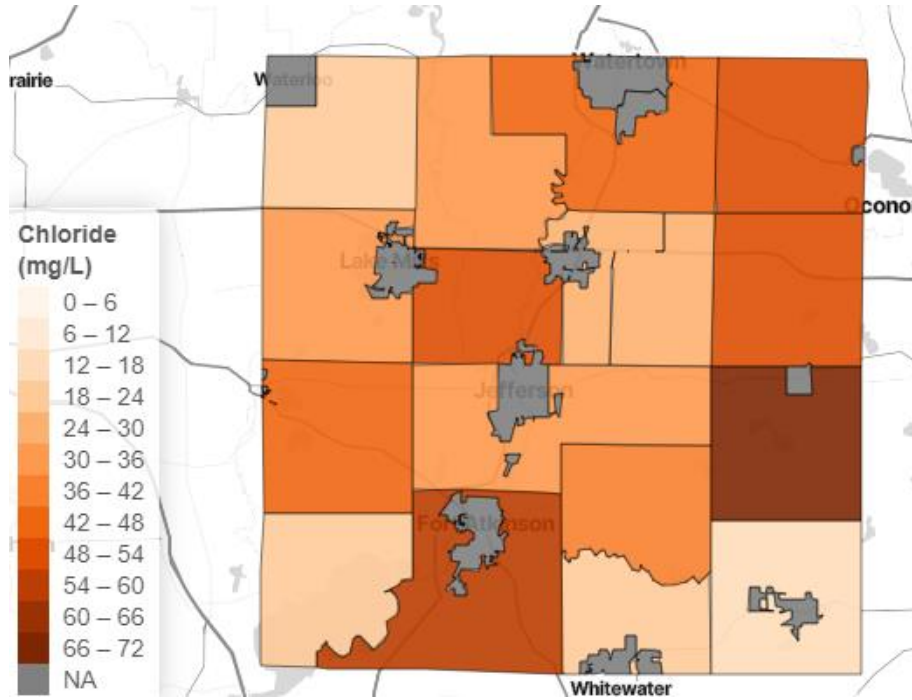 Watertown
rairie
Waterloo
Ocono
Chloride
(mg/L)
Lake Mills
0 – 6
6 – 12
12 – 18
18 – 24
24 – 30
30 – 36
36 – 42
42 – 48
48 – 54
54 – 60
60 – 66
66 – 72
NA
Jefferson
Fort Atkinson
Whitewater